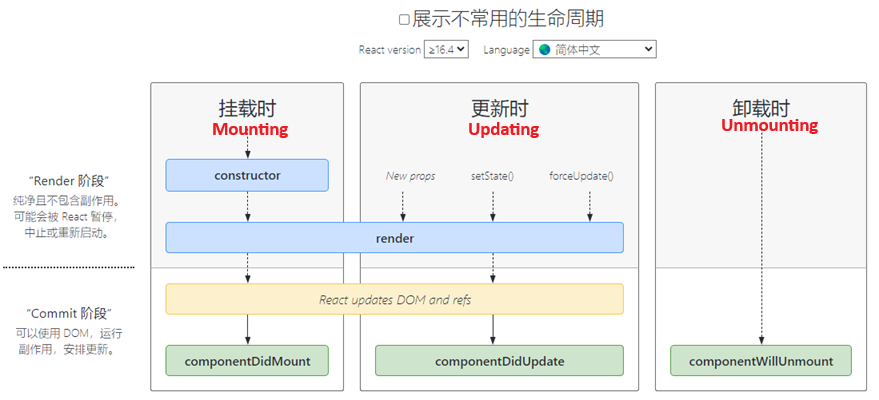 展示不常用的生命周期
React version ≥16.4 Language 简体中文
挂载时
Mounting
更新时
Updating
卸载时
Unmounting
“Render 阶段”
纯净且不包含副作用。
可能会被 React 暂停,
中止或重新启动。
constructor
New props
setState()
forceUpdate()
render
“Commit 阶段”
可以使用 DOM,运行
副作用,安排更新。
React updates DOM and refs
componentDidMount
componentDidUpdate
componentWillUnmount